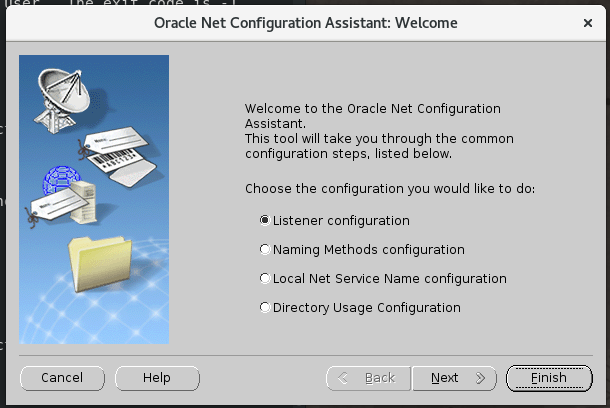 user. The exit code is -1
Oracle Net Configuration Assistant: Welcome
Welcome to the Oracle Net Configuration
Assistant.
This tool will take you through the common
configuration steps, listed below.
Choose the configuration you would like to do:
Listener configuration
Naming Methods configuration
Local Net Service Name configuration
Directory Usage Configuration
Cancel
Help
Back
Next
Finish